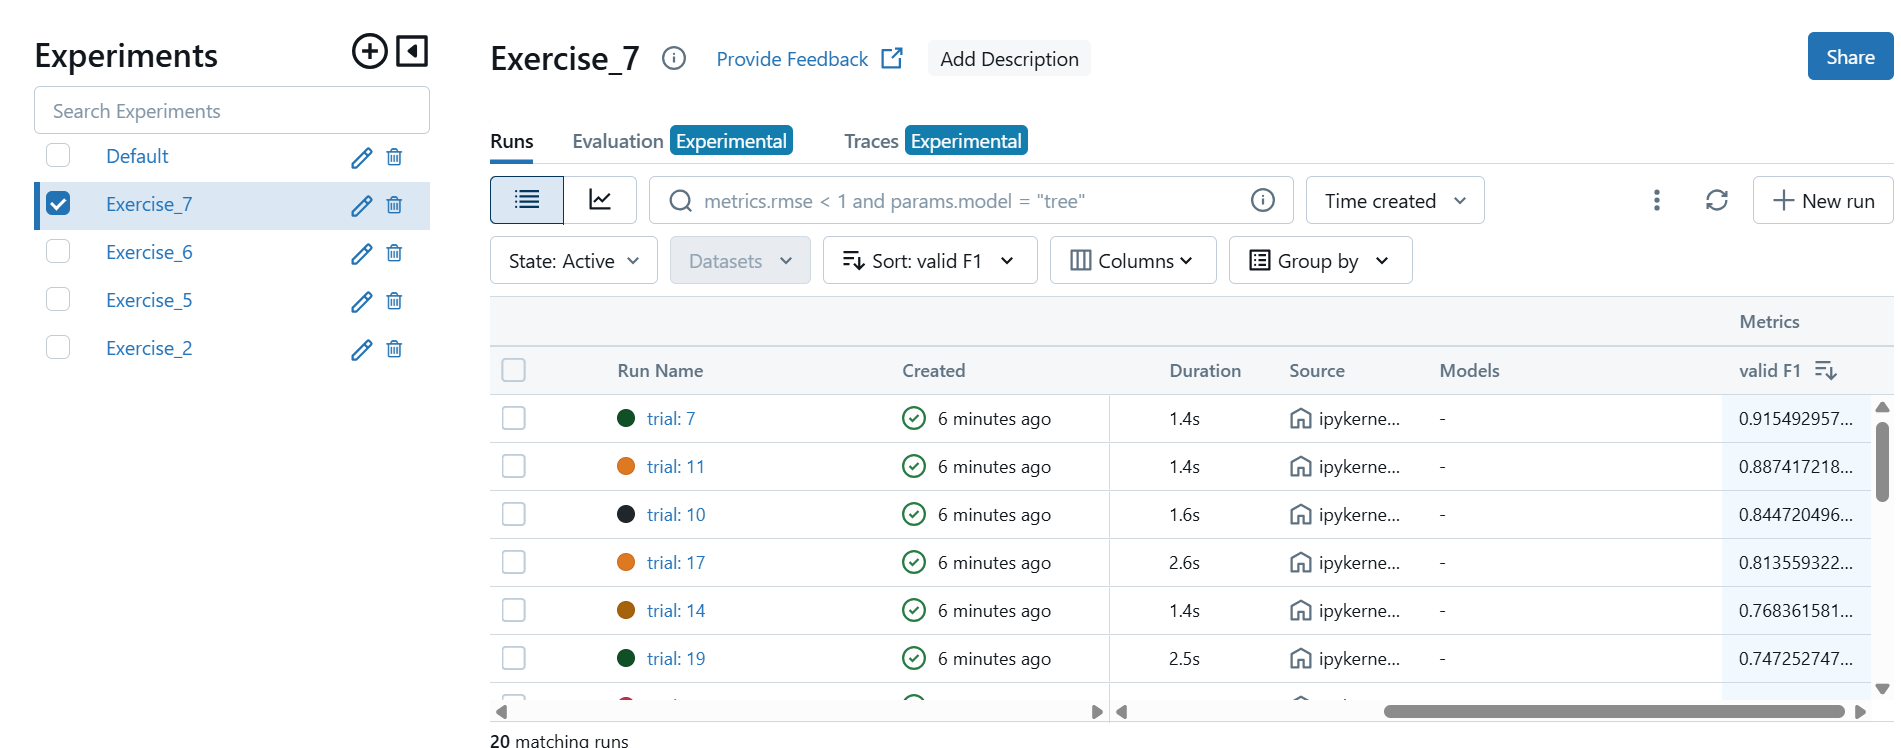 Experiments
Search Experiments
Default
Exercise_7
Exercise_6
Exercise_5
Exercise_2
Exercise_7 Provide Feedback Add Description Share
Runs Evaluation Experimental Traces Experimental
metrics.rmse < 1 and params.model = "tree" Time created New run
State: Active Datasets Sort: valid F1 Columns Group by
Metrics
Run Name Created Duration Source Models valid F1
trial: 7 6 minutes ago 1.4s ipykerne... - 0.915492957...
trial: 11 6 minutes ago 1.4s ipykerne... - 0.887417218...
trial: 10 6 minutes ago 1.6s ipykerne... - 0.844720496...
trial: 17 6 minutes ago 2.6s ipykerne... - 0.813559322...
trial: 14 6 minutes ago 1.4s ipykerne... - 0.768361581...
trial: 19 6 minutes ago 2.5s ipykerne... - 0.747252747...
20 matching runs